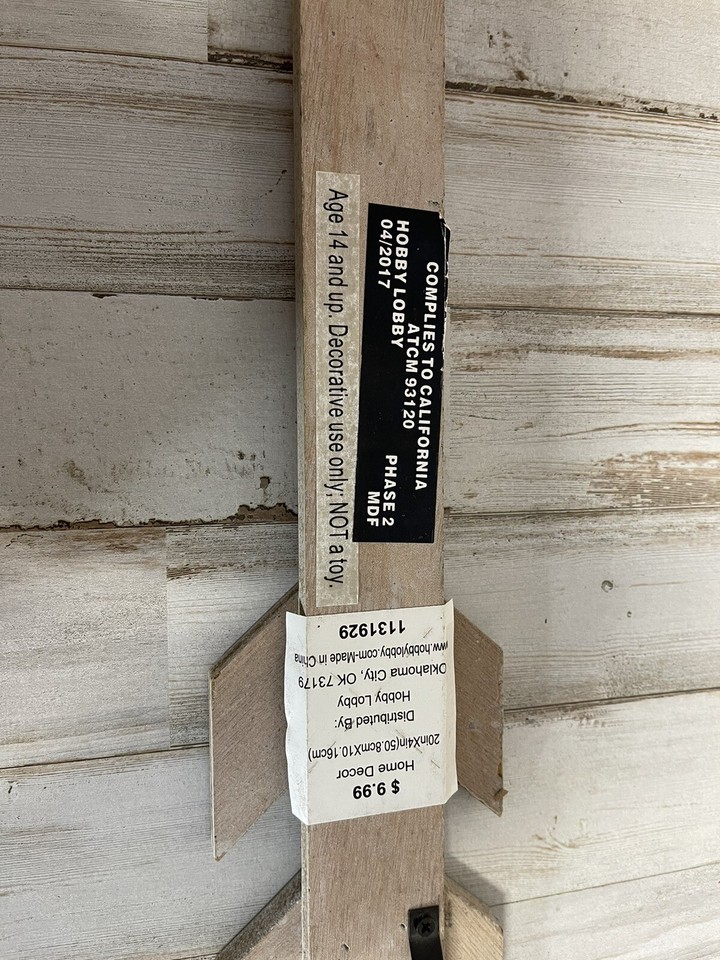 Age 14 and up. Decorative use only; NOT a toy.
COMPLIES TO CALIFORNIA
ATCM 93120
HOBBY LOBBY PHASE 2
04/2017 MDF
$ 9.99
Home Decor
20inX4in(50.8cmX10.16cm)
Distributed By:
Hobby Lobby
Oklahoma City, OK 73179
www.hobbylobby.com-Made in China
1131929